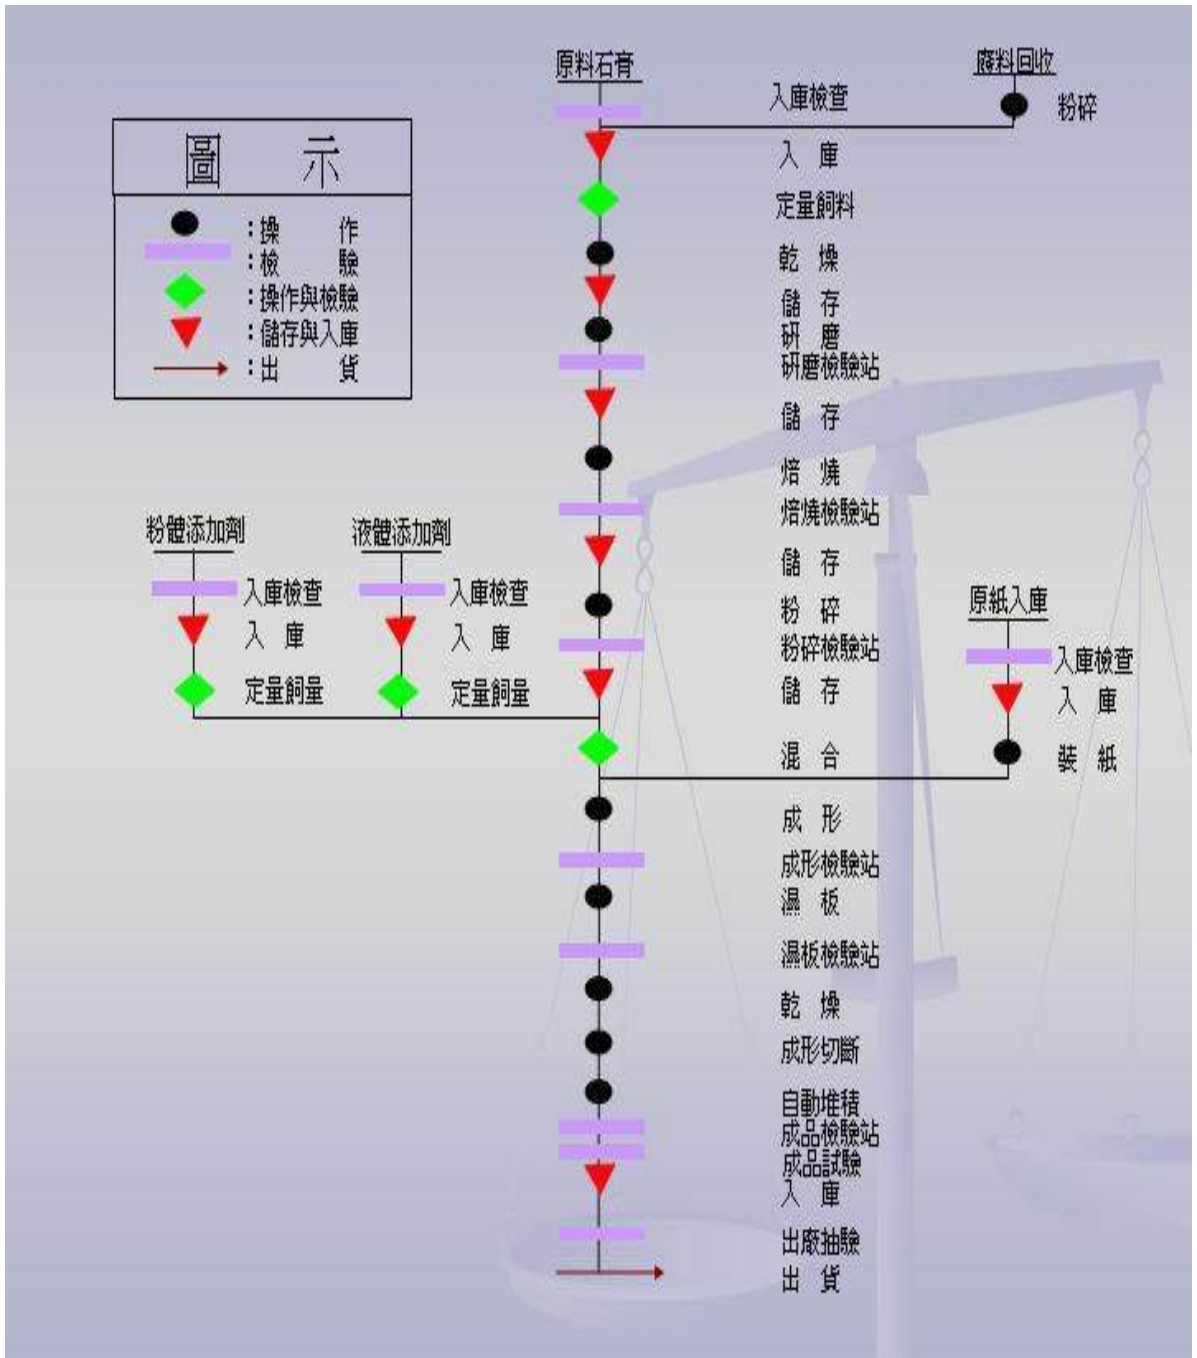 原料石膏
廢料回收
入庫檢查
粉碎
入庫
定量飼料
乾燥
儲存
研磨
研磨檢驗站
儲存
焙燒
焙燒檢驗站
儲存
粉碎
粉碎檢驗站
儲存
混合
成形
成形檢驗站
濕板
濕板檢驗站
乾燥
成形切斷
自動堆積
成品檢驗站
成品試驗
入庫
出廠抽驗
出貨
圖示
：操作
：檢驗
：操作與檢驗
：儲存與入庫
：出貨
粉體添加劑
入庫檢查
入庫
定量飼量
液體添加劑
入庫檢查
入庫
定量飼量
原紙入庫
入庫檢查
入庫
裝紙